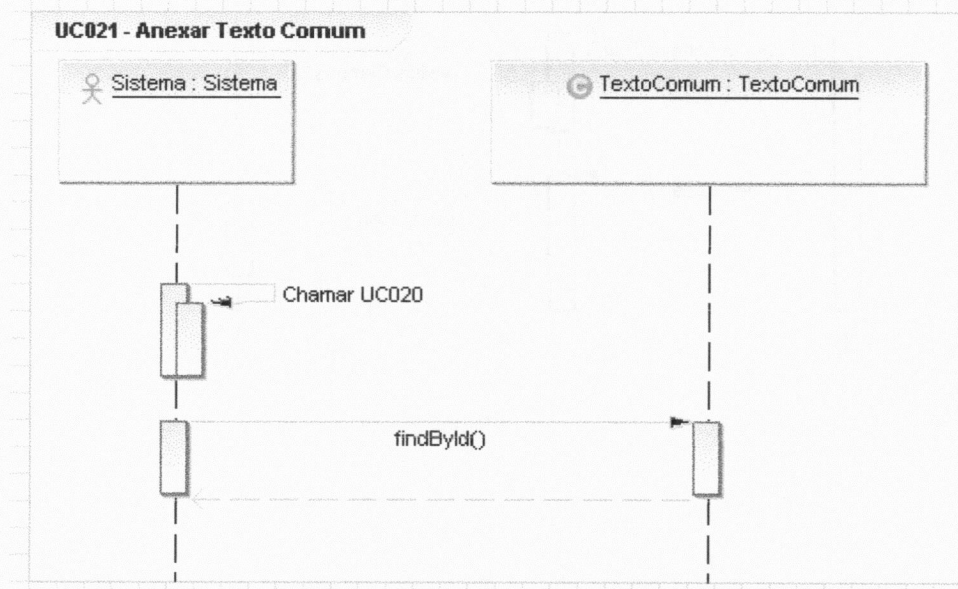 UC021 - Anexar Texto Comum
Sistema : Sistema
TextoComum : TextoComum
Chamar UC020
findById()